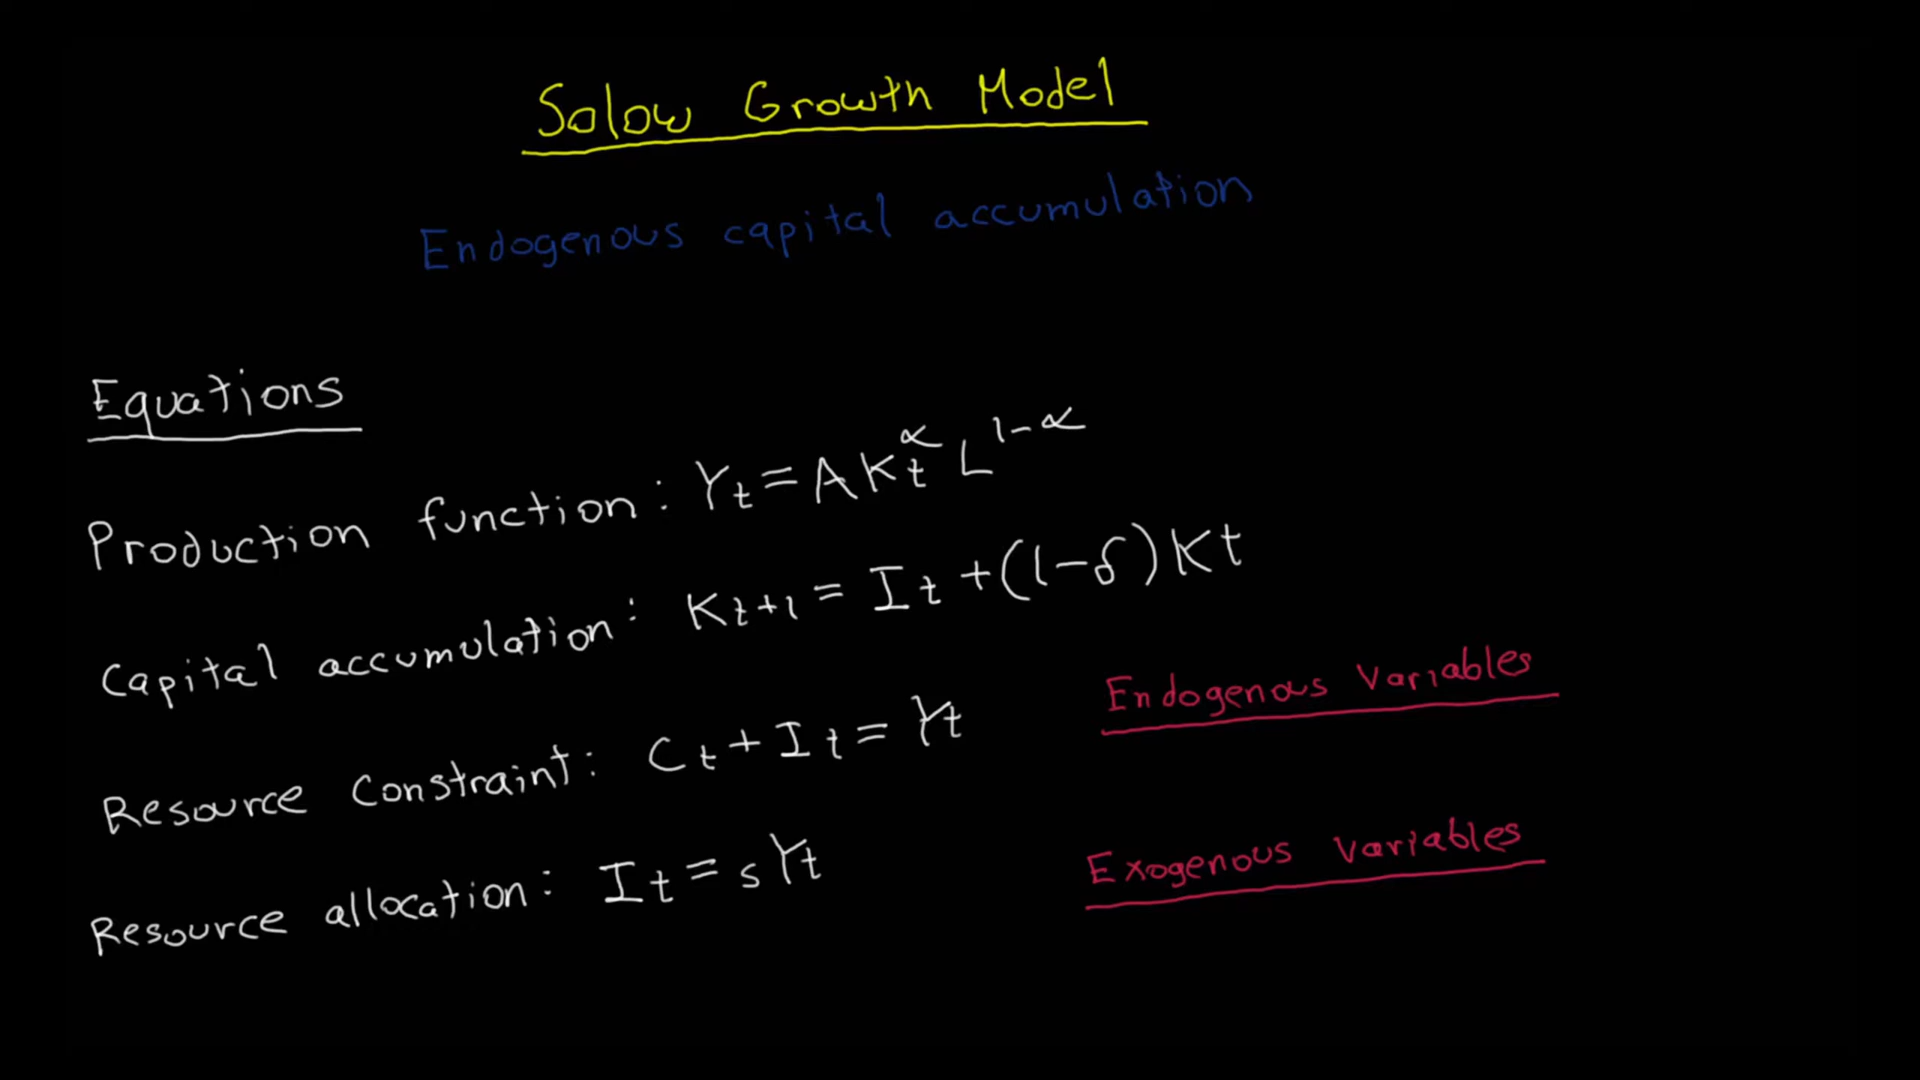 Solow Growth Model
Endogenous capital accumulation
Equations
Production function: Yt = AKt^α L^1-α
Capital accumulation: Kt+1 = It + (1-δ)Kt
Resource constraint: Ct + It = Yt
Endogenous Variables
Resource allocation: It = sYt
Exogenous Variables